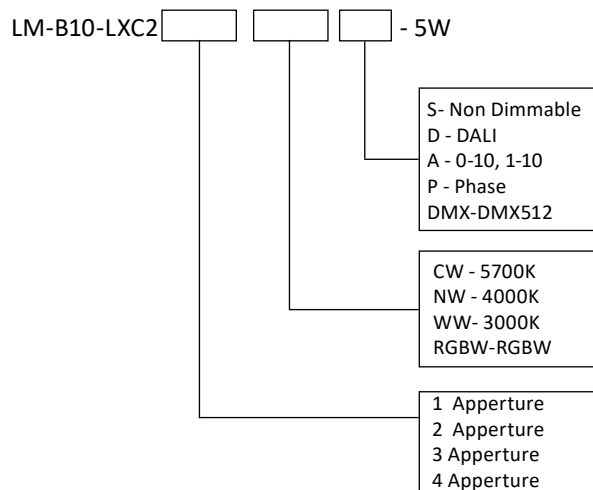 LM-B10-LXC2 - 5W
S- Non Dimmable
D - DALI
A - 0-10, 1-10
P - Phase
DMX-DMX512
CW - 5700K
NW - 4000K
WW- 3000K
RGBW-RGBW
1 Apperture
2 Apperture
3 Apperture
4 Apperture